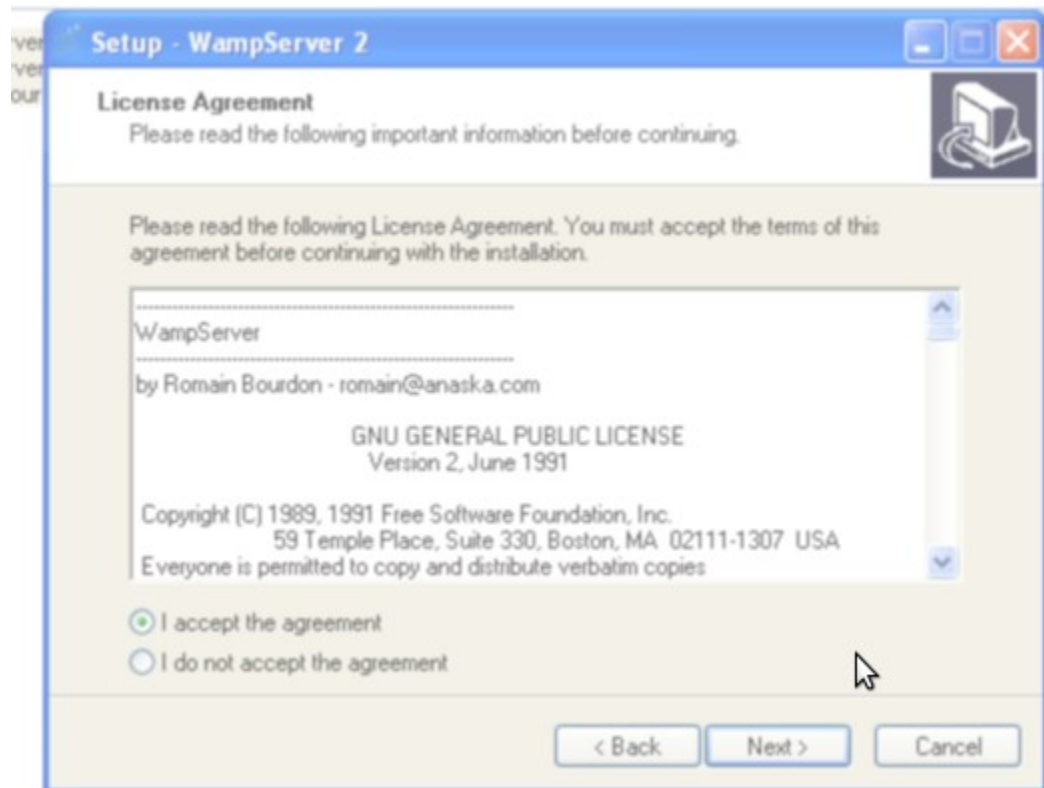 ver
ver
our
Setup - WampServer 2
License Agreement
Please read the following important information before continuing.
Please read the following License Agreement. You must accept the terms of this
agreement before continuing with the installation.
------------------------------------------------------------
WampServer
------------------------------------------------------------
by Romain Bourdon - romain@anaska.com
GNU GENERAL PUBLIC LICENSE
Version 2, June 1991
Copyright (C) 1989, 1991 Free Software Foundation, Inc.
59 Temple Place, Suite 330, Boston, MA 02111-1307 USA
Everyone is permitted to copy and distribute verbatim copies
I accept the agreement
I do not accept the agreement
< Back Next > Cancel